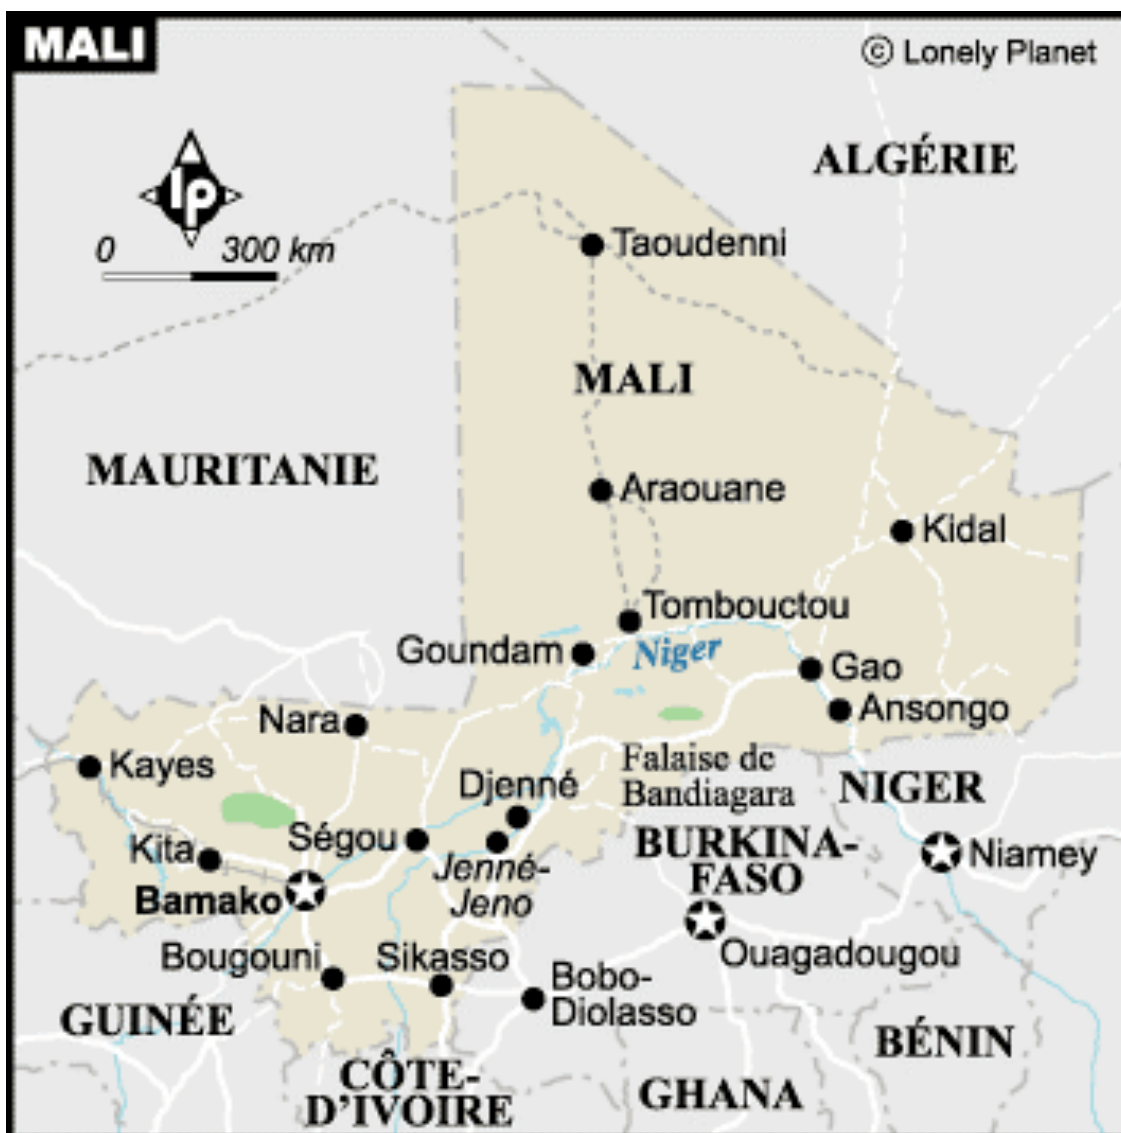 MALI
© Lonely Planet
ALGÉRIE
lp
0 300 km
Taoudenni
MALI
MAURITANIE
Araouane
Kidal
Tombouctou
Goundam
Niger
Gao
Nara
Ansongo
Kayes
Falaise de
Bandiagara
Djenné
NIGER
Ségou
Kita
Jenné-
Jeno
BURKINA-
FASO
Niamey
Bamako
Bougouni
Sikasso
Ouagadougou
Bobo-
Diolasso
GUINÉE
BÉNIN
CÔTE-
D'IVOIRE
GHANA